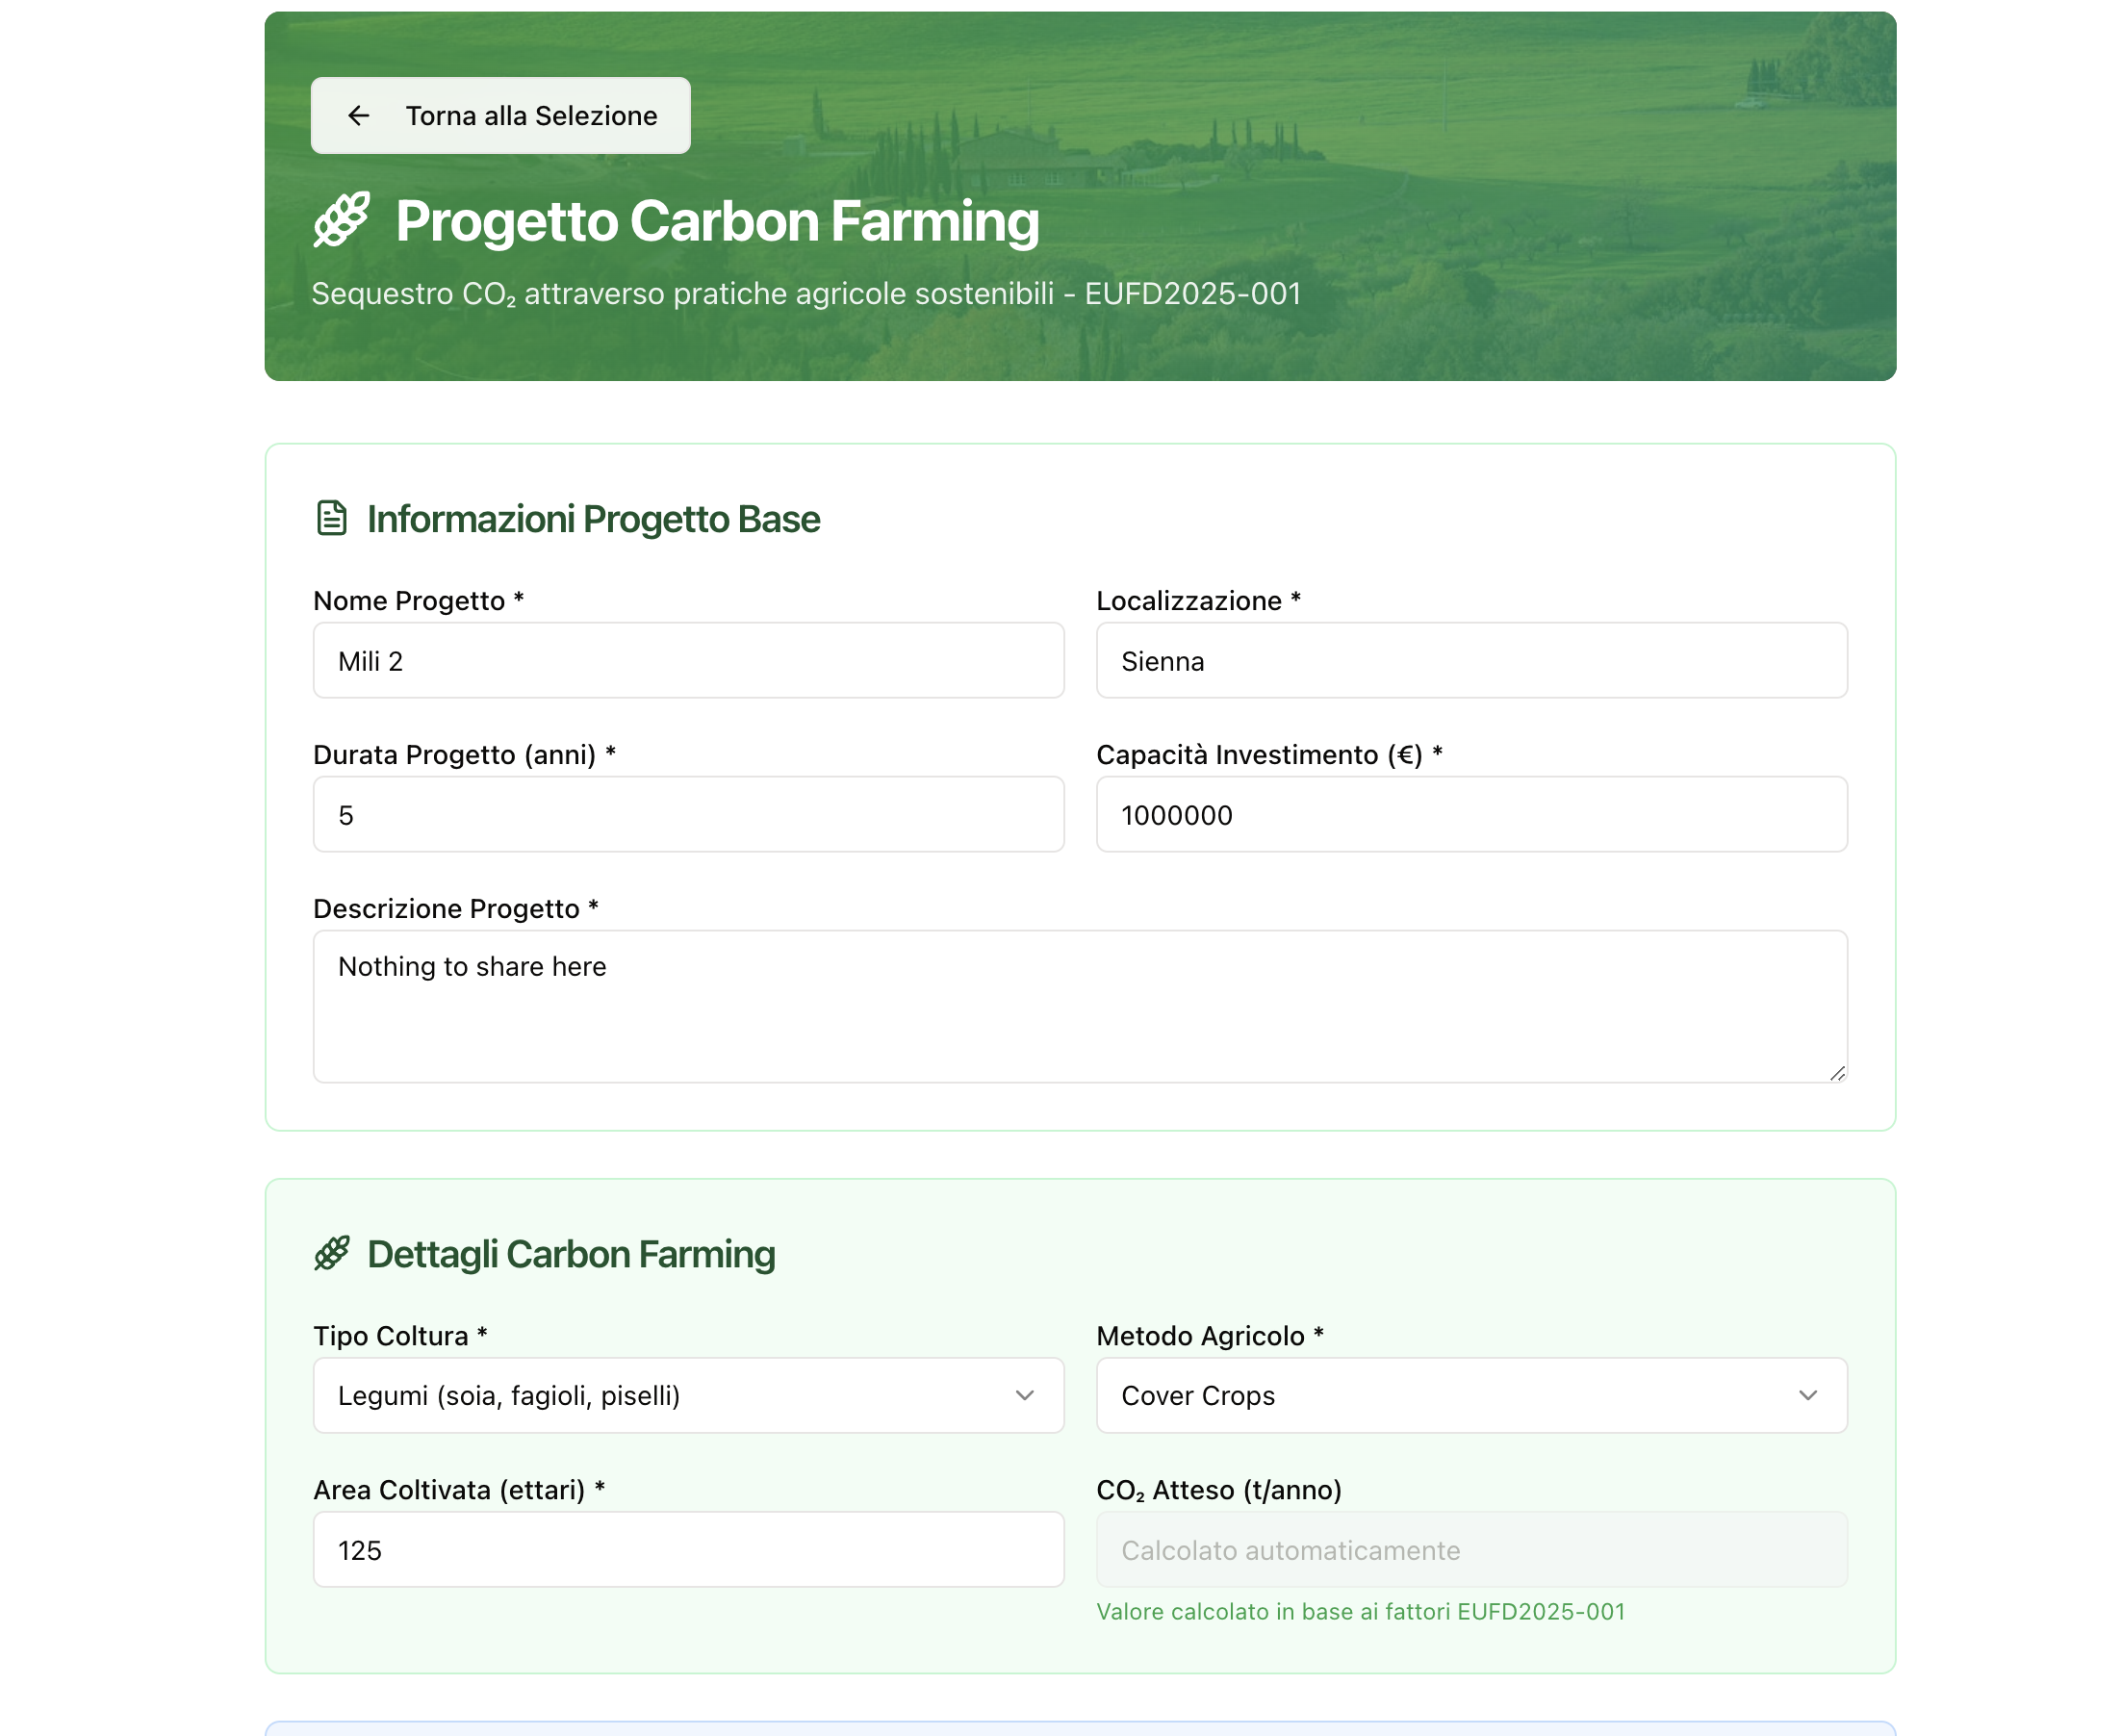 Torna alla Selezione
Progetto Carbon Farming
Sequestro CO₂ attraverso pratiche agricole sostenibili - EUFD2025-001
Informazioni Progetto Base
Nome Progetto *
Mili 2
Localizzazione *
Sienna
Durata Progetto (anni) *
5
Capacità Investimento (€) *
1000000
Descrizione Progetto *
Nothing to share here
Dettagli Carbon Farming
Tipo Coltura *
Legumi (soia, fagioli, piselli)
Metodo Agricolo *
Cover Crops
Area Coltivata (ettari) *
125
CO₂ Atteso (t/anno)
Calcolato automaticamente
Valore calcolato in base ai fattori EUFD2025-001